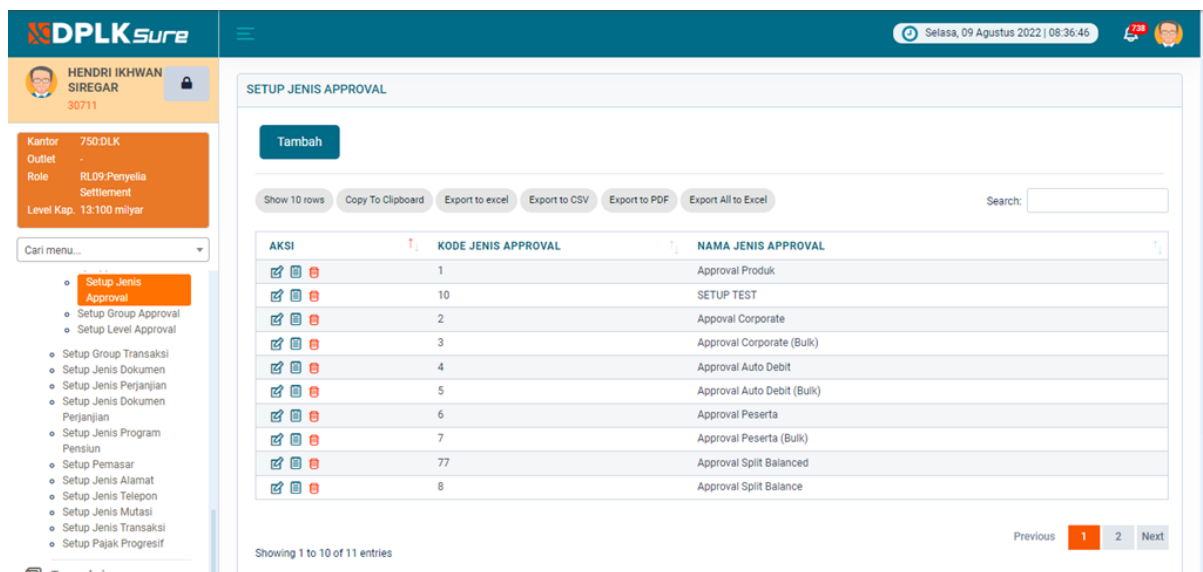 DPLKSure
Selasa, 09 Agustus 2022 | 08:36:46
738
HENDRI IKHWAN
SIREGAR
30711
Kantor 750:DLK
Outlet -
Role RL09:Penyelia
Settlement
Level Kap. 13:100 milyar
Cari menu...
Setup Jenis
Approval
Setup Group Approval
Setup Level Approval
Setup Group Transaksi
Setup Jenis Dokumen
Setup Jenis Perjanjian
Setup Jenis Dokumen
Perjanjian
Setup Jenis Program
Pensiun
Setup Pemasar
Setup Jenis Alamat
Setup Jenis Telepon
Setup Jenis Mutasi
Setup Jenis Transaksi
Setup Pajak Progresif
SETUP JENIS APPROVAL
Tambah
Show 10 rows Copy To Clipboard Export to excel Export to CSV Export to PDF Export All to Excel Search:
AKSI KODE JENIS APPROVAL NAMA JENIS APPROVAL
1 Approval Produk
10 SETUP TEST
2 Appoval Corporate
3 Approval Corporate (Bulk)
4 Approval Auto Debit
5 Approval Auto Debit (Bulk)
6 Approval Peserta
7 Approval Peserta (Bulk)
77 Approval Split Balanced
8 Approval Split Balance
Previous 1 2 Next
Showing 1 to 10 of 11 entries